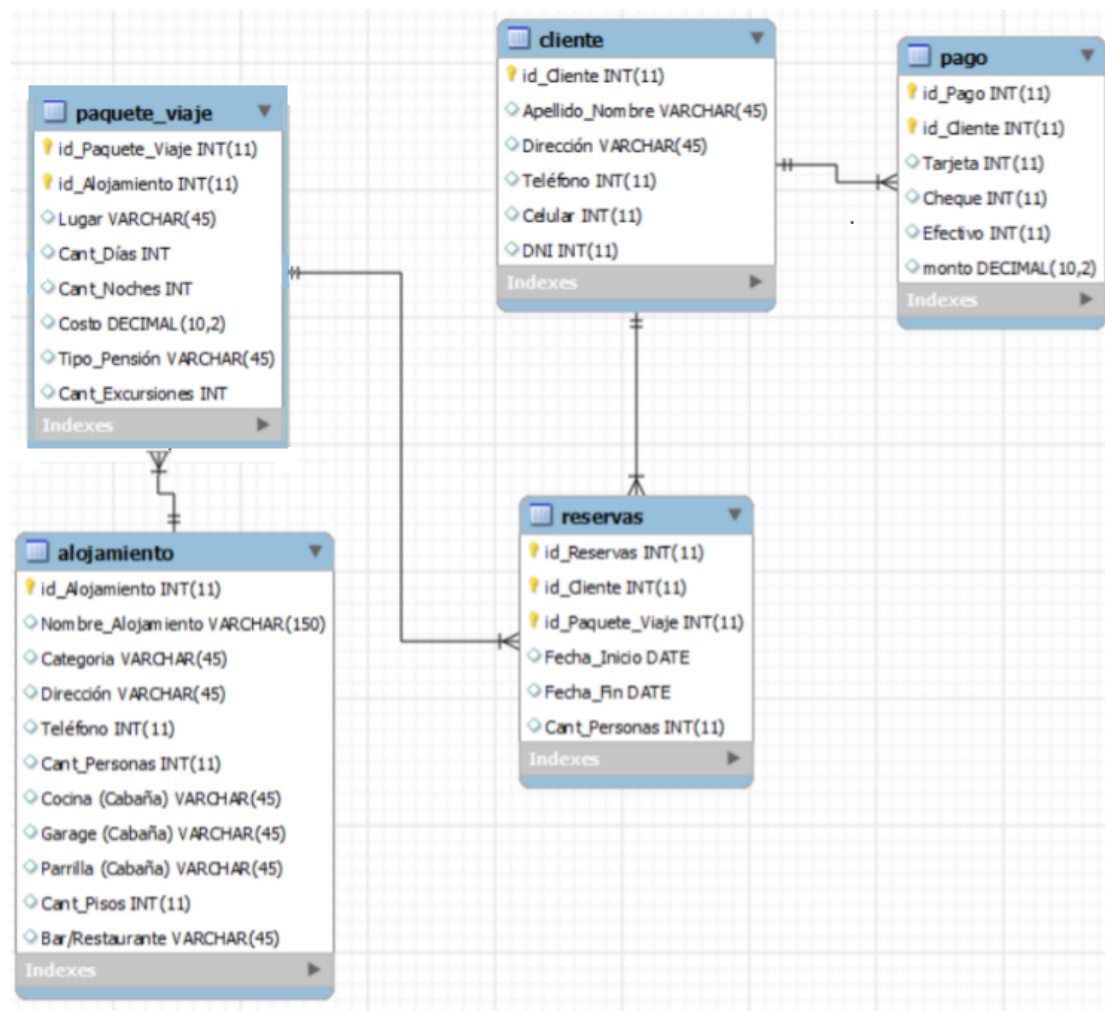 paquete_viaje
id_Paquete_Viaje INT(11)
id_Alojamiento INT(11)
Lugar VARCHAR(45)
Cant_Días INT
Cant_Noches INT
Costo DECIMAL(10,2)
Tipo_Pensión VARCHAR(45)
Cant_Excursiones INT
Indexes
cliente
id_Cliente INT(11)
Apellido_Nombre VARCHAR(45)
Dirección VARCHAR(45)
Teléfono INT(11)
Celular INT(11)
DNI INT(11)
Indexes
pago
id_Pago INT(11)
id_Cliente INT(11)
Tarjeta INT(11)
Cheque INT(11)
Efectivo INT(11)
monto DECIMAL(10,2)
Indexes
alojamiento
id_Alojamiento INT(11)
Nombre_Alojamiento VARCHAR(150)
Categoria VARCHAR(45)
Dirección VARCHAR(45)
Teléfono INT(11)
Cant_Personas INT(11)
Cocina (Cabaña) VARCHAR(45)
Garage (Cabaña) VARCHAR(45)
Parrilla (Cabaña) VARCHAR(45)
Cant_Pisos INT(11)
Bar/Restaurante VARCHAR(45)
Indexes
reservas
id_Reservas INT(11)
id_Cliente INT(11)
id_Paquete_Viaje INT(11)
Fecha_Inicio DATE
Fecha_Fin DATE
Cant_Personas INT(11)
Indexes